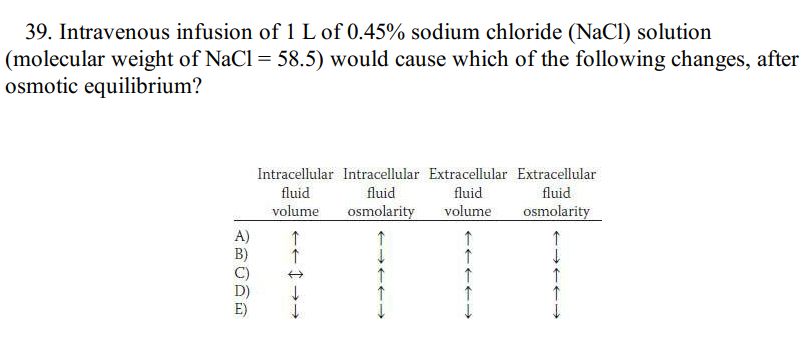 39. Intravenous infusion of 1 L of 0.45% sodium chloride (NaCl) solution
(molecular weight of NaCl = 58.5) would cause which of the following changes, after
osmotic equilibrium?
Intracellular Intracellular Extracellular Extracellular
fluid fluid fluid fluid
volume osmolarity volume osmolarity
A) ↑ ↑ ↑ ↑
B) ↑ ↓ ↑ ↓
C) ↔ ↑ ↑ ↑
D) ↓ ↑ ↑ ↑
E) ↓ ↓ ↓ ↓